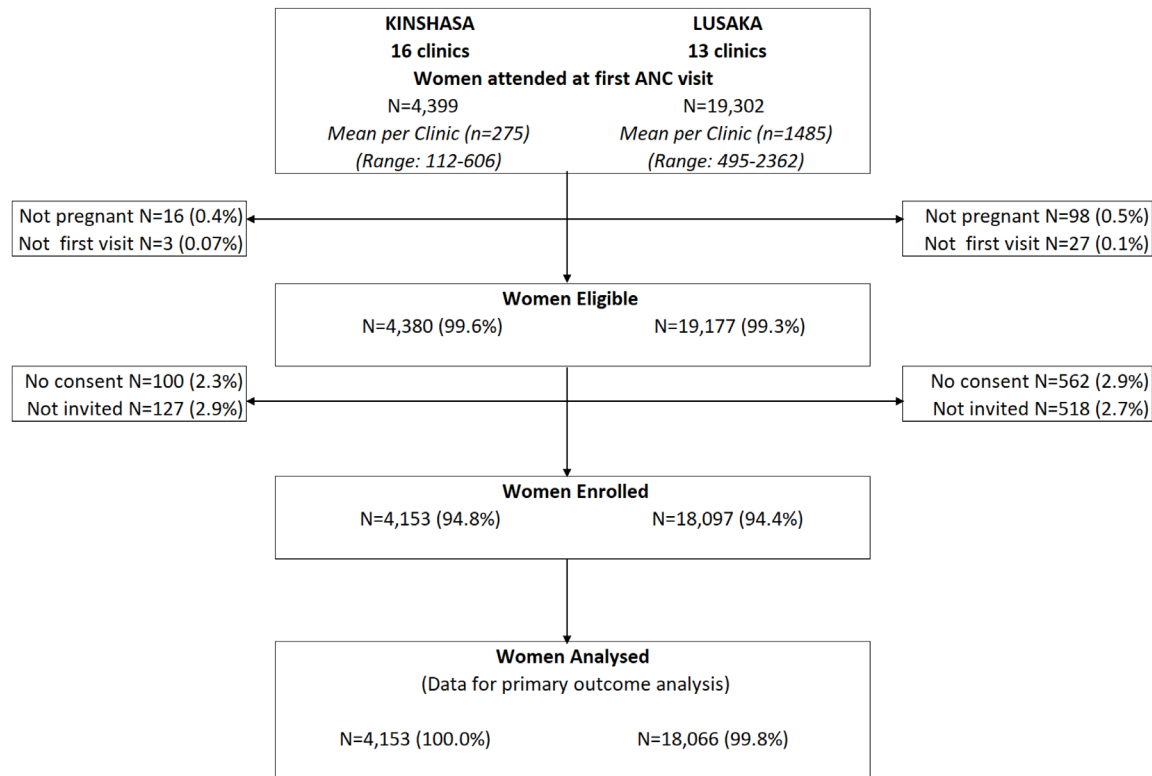 KINSHASA LUSAKA
16 clinics 13 clinics
Women attended at first ANC visit
N=4,399 N=19,302
Mean per Clinic (n=275) Mean per Clinic (n=1485)
(Range: 112-606) (Range: 495-2362)
Not pregnant N=16 (0.4%)
Not first visit N=3 (0.07%)
Not pregnant N=98 (0.5%)
Not first visit N=27 (0.1%)
Women Eligible
N=4,380 (99.6%) N=19,177 (99.3%)
No consent N=100 (2.3%)
Not invited N=127 (2.9%)
No consent N=562 (2.9%)
Not invited N=518 (2.7%)
Women Enrolled
N=4,153 (94.8%) N=18,097 (94.4%)
Women Analysed
(Data for primary outcome analysis)
N=4,153 (100.0%) N=18,066 (99.8%)